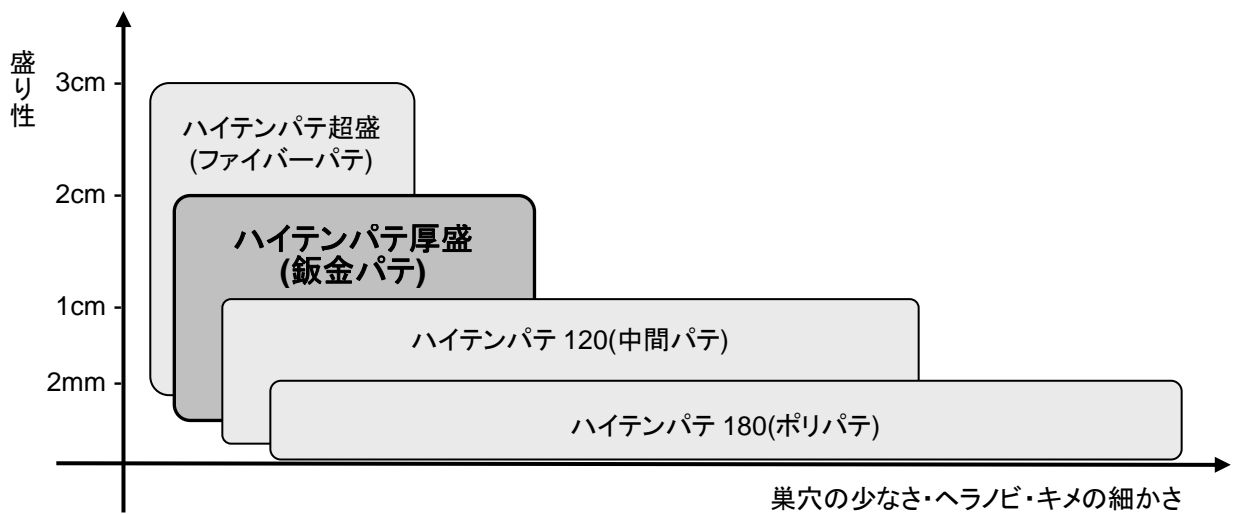 盛り性
3cm
ハイテンパテ超盛
(ファイバーパテ)
2cm
ハイテンパテ厚盛
(鈑金パテ)
1cm
ハイテンパテ 120(中間パテ)
2mm
ハイテンパテ 180(ポリパテ)
巣穴の少なさ・ヘラノビ・キメの細かさ